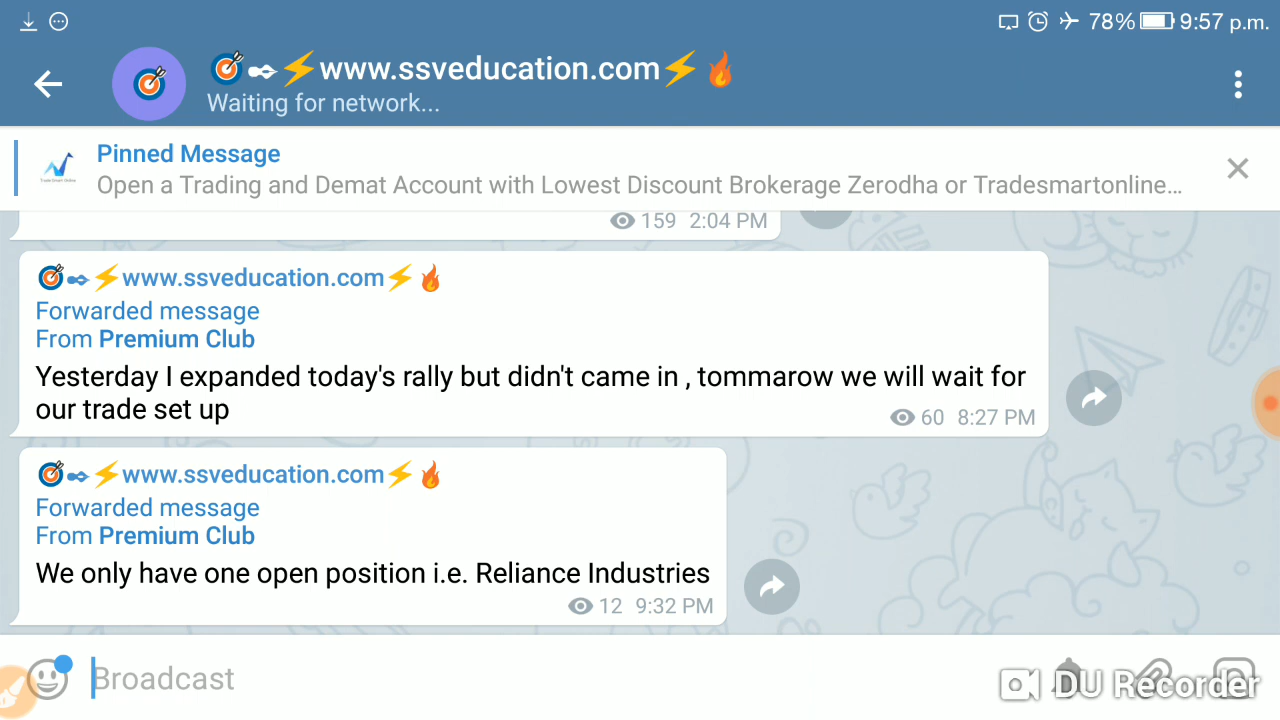 78% 9:57 p.m.
www.ssveducation.com
Waiting for network...
Pinned Message
Open a Trading and Demat Account with Lowest Discount Brokerage Zerodha or Tradesmartonline...
159 2:04 PM
www.ssveducation.com
Forwarded message
From Premium Club
Yesterday I expanded today's rally but didn't came in , tommarow we will wait for
our trade set up
60 8:27 PM
www.ssveducation.com
Forwarded message
From Premium Club
We only have one open position i.e. Reliance Industries
12 9:32 PM
Broadcast
DU Recorder